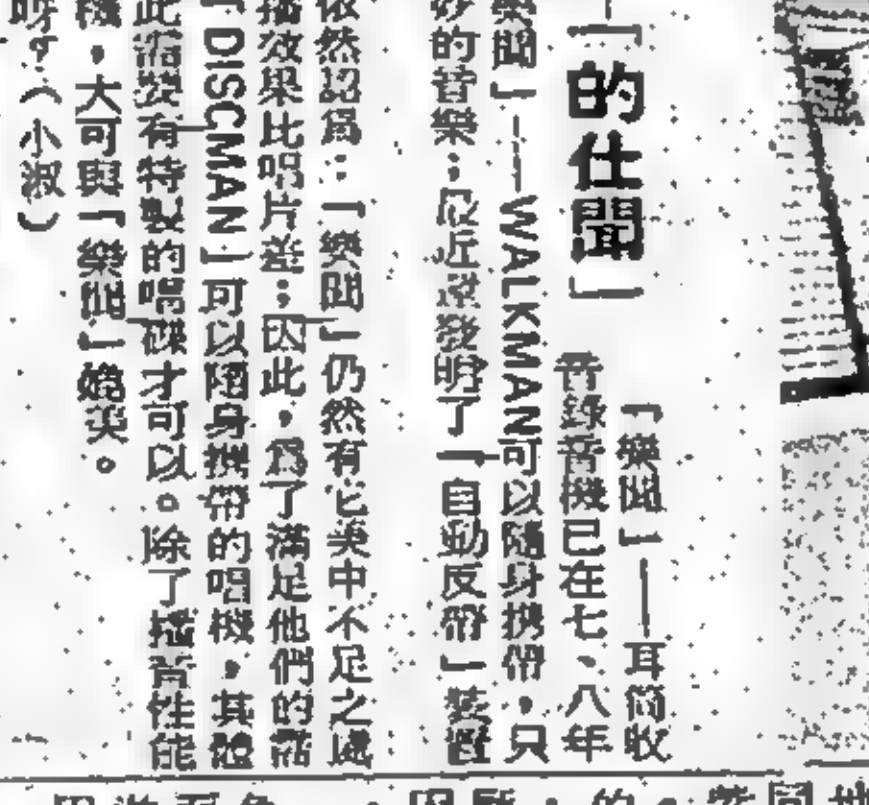 「的仕聞」
「樂聞」——耳筒收
音錄音機已在七、八年
樂聞」——WALKMAN可以隨身携帶,只
妙的音樂;最近還發明了「自動反帶」裝置
依然認爲:「樂聞」仍然有它美中不足之處
播效果比唱片差;因此,爲了滿足他們的需
「DISCMAN」可以隨身携帶的唱機,其體
此需要有特製的唱碟才可以。除了播音性能
機,大可與「樂聞」媲美。
呀!(小淑)